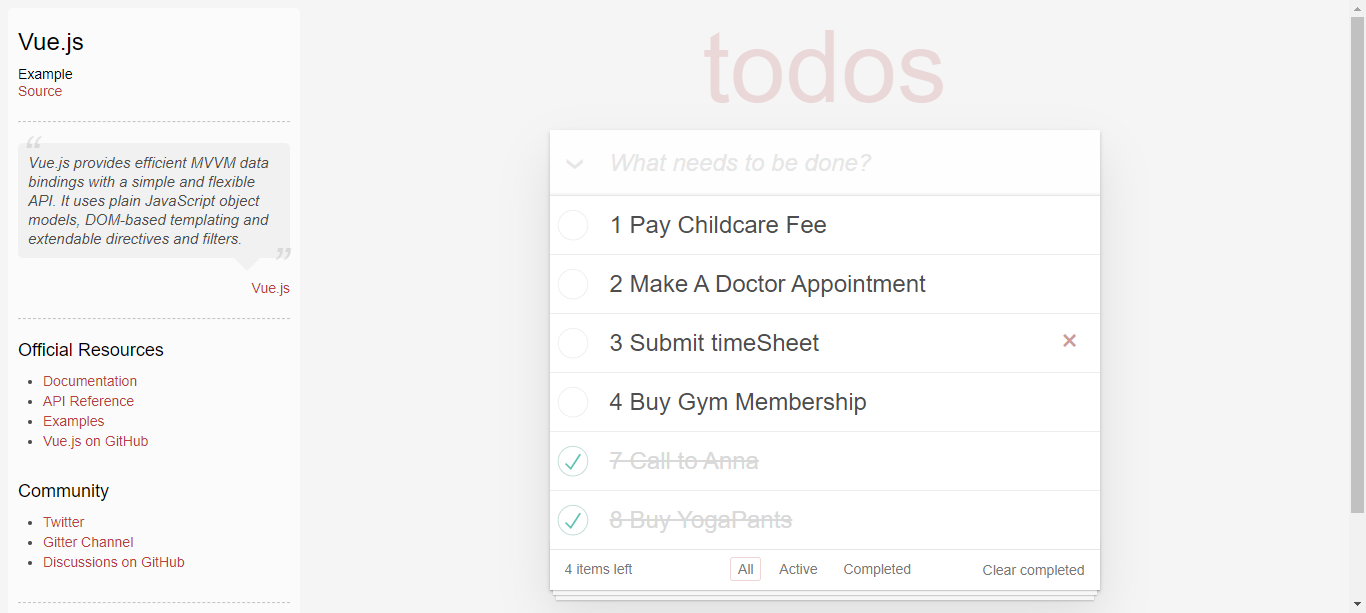 Vue.js
Example
Source
“
Vue.js provides efficient MVVM data
bindings with a simple and flexible
API. It uses plain JavaScript object
models, DOM-based templating and
extendable directives and filters.
”
Vue.js
Official Resources
Documentation
API Reference
Examples
Vue.js on GitHub
Community
Twitter
Gitter Channel
Discussions on GitHub
todos
What needs to be done?
1 Pay Childcare Fee
2 Make A Doctor Appointment
3 Submit timeSheet
4 Buy Gym Membership
7 Call to Anna
8 Buy YogaPants
4 items left All Active Completed Clear completed